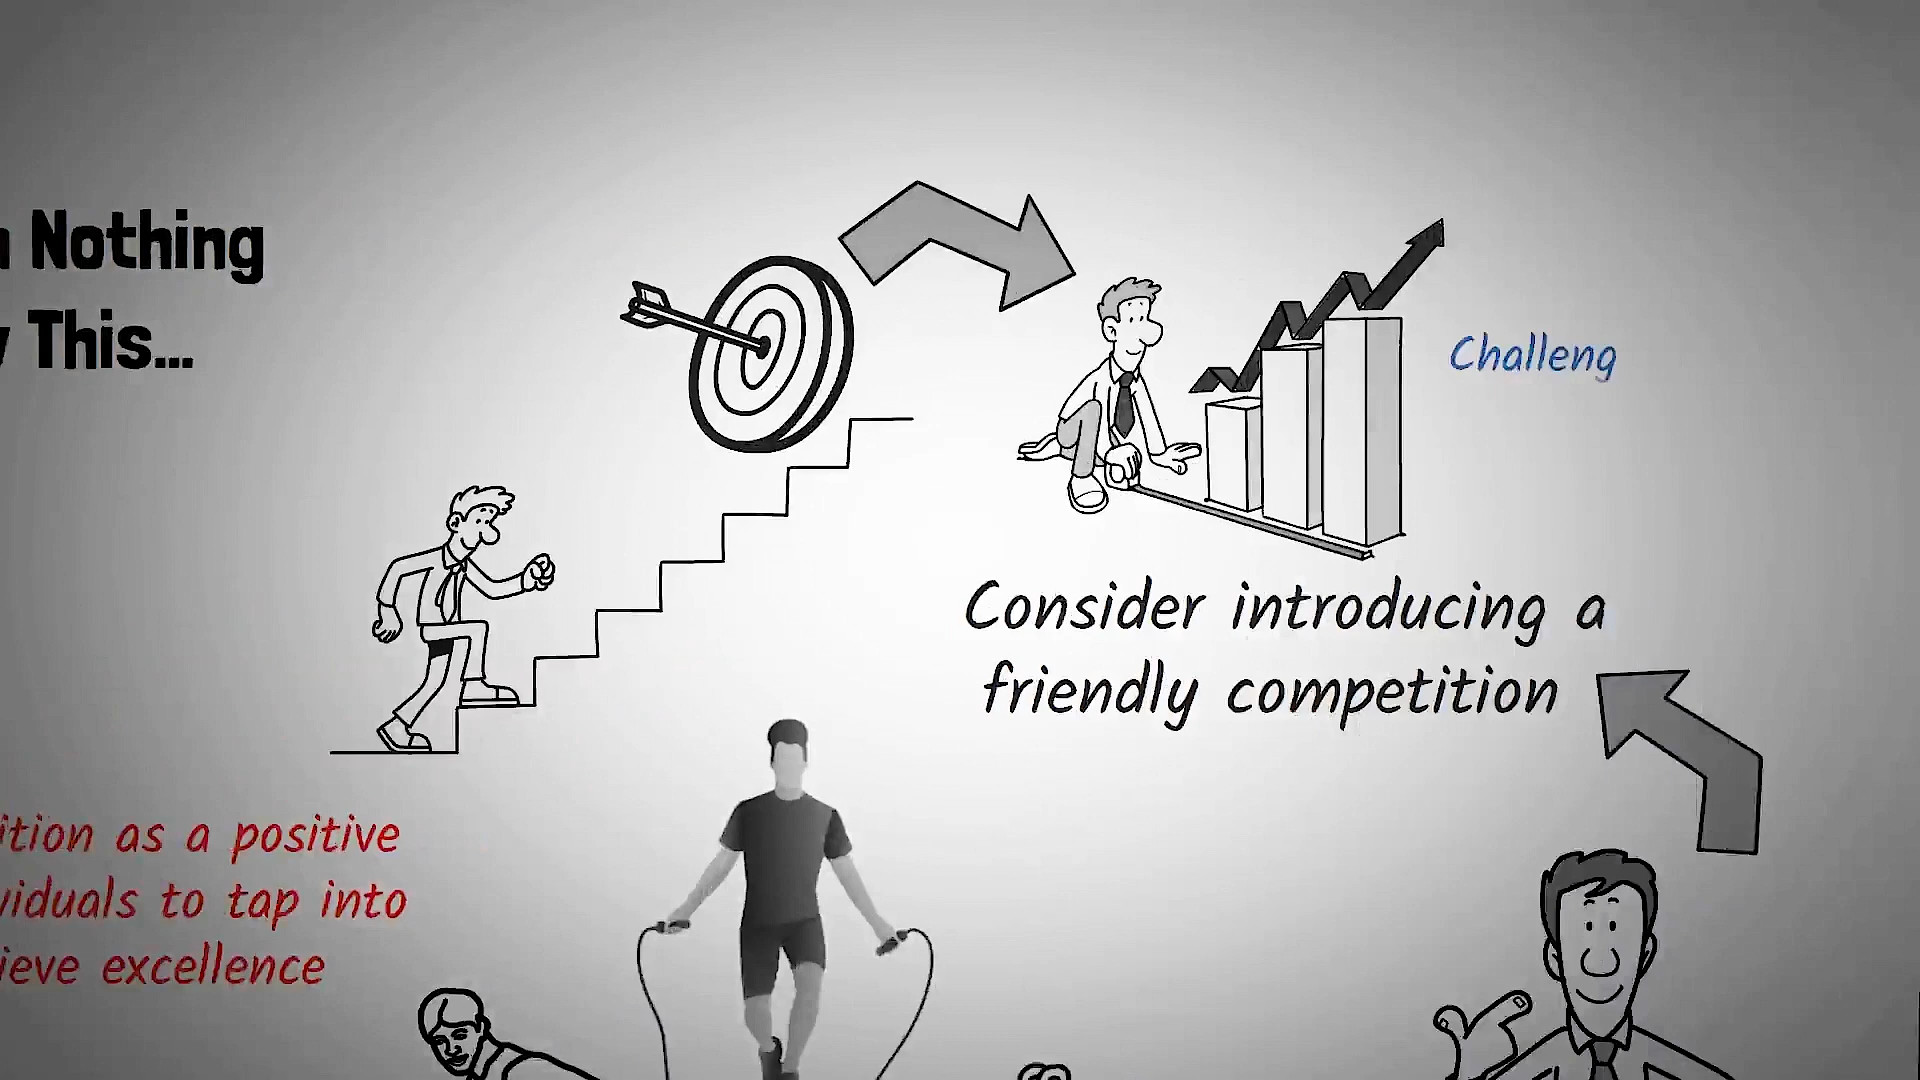 Nothing
This...
Challeng
Consider introducing a
friendly competition
ition as a positive
viduals to tap into
ieve excellence